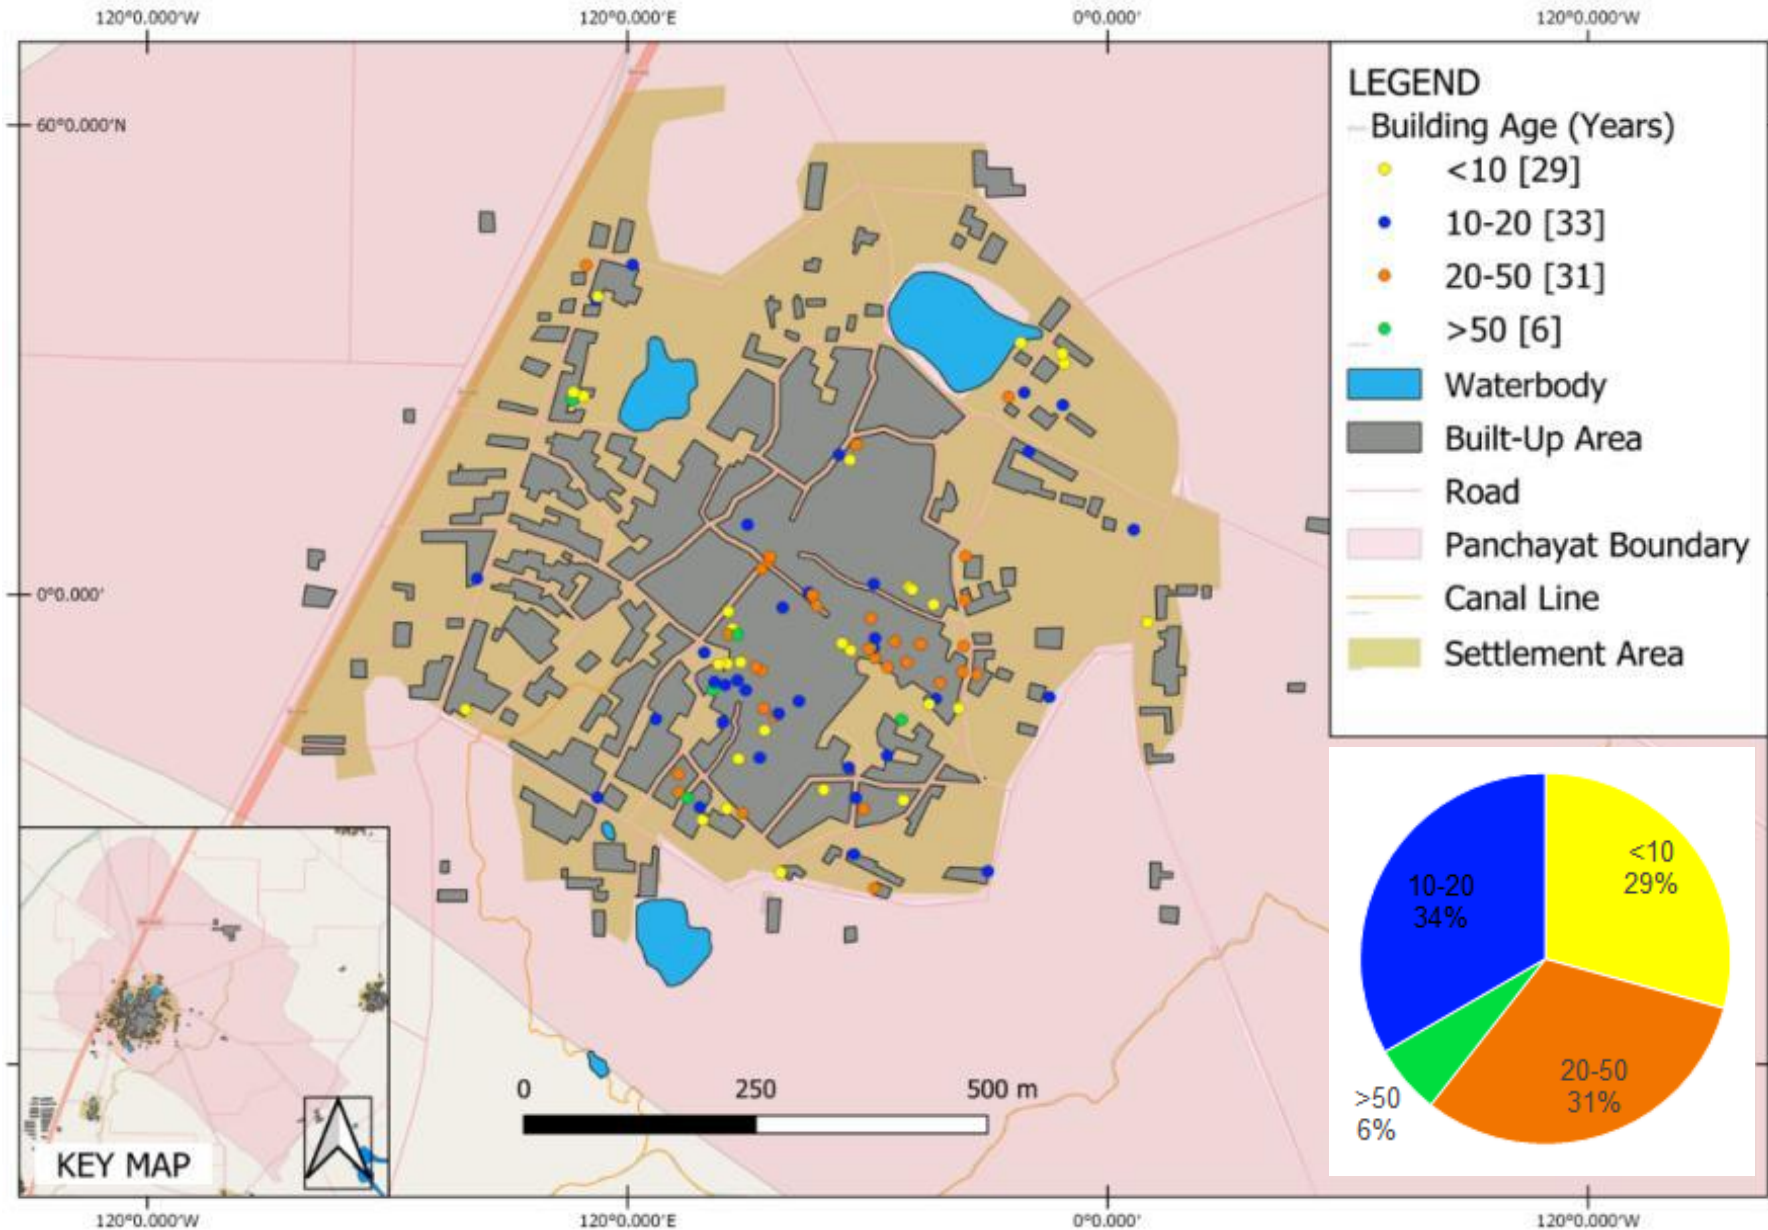 120°0.000'W
120°0.000'E
0°0.000'
120°0.000'W
60°0.000'N
0°0.000'
LEGEND
Building Age (Years)
<10 [29]
10-20 [33]
20-50 [31]
>50 [6]
Waterbody
Built-Up Area
Road
Panchayat Boundary
Canal Line
Settlement Area
<10
29%
10-20
34%
20-50
31%
>50
6%
0 250 500 m
KEY MAP
120°0.000'W
120°0.000'E
0°0.000'
120°0.000'W